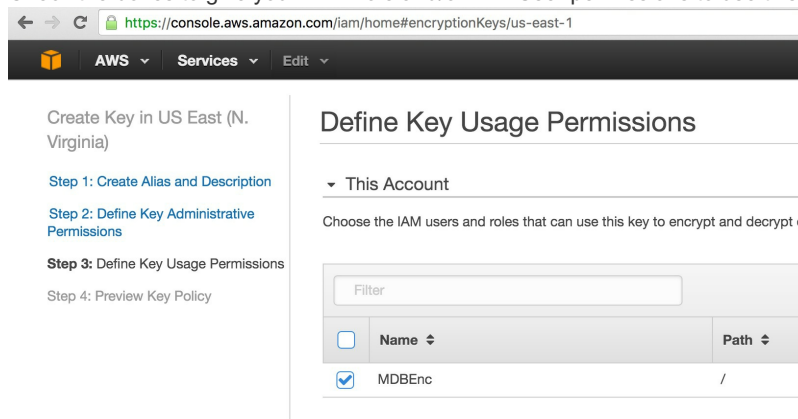 https://console.aws.amazon.com/iam/home#encryptionKeys/us-east-1
AWS Services Edit
Create Key in US East (N.
Virginia)
Step 1: Create Alias and Description
Step 2: Define Key Administrative
Permissions
Step 3: Define Key Usage Permissions
Step 4: Preview Key Policy
Define Key Usage Permissions
This Account
Choose the IAM users and roles that can use this key to encrypt and decrypt
Filter
Name Path
MDBEnc /